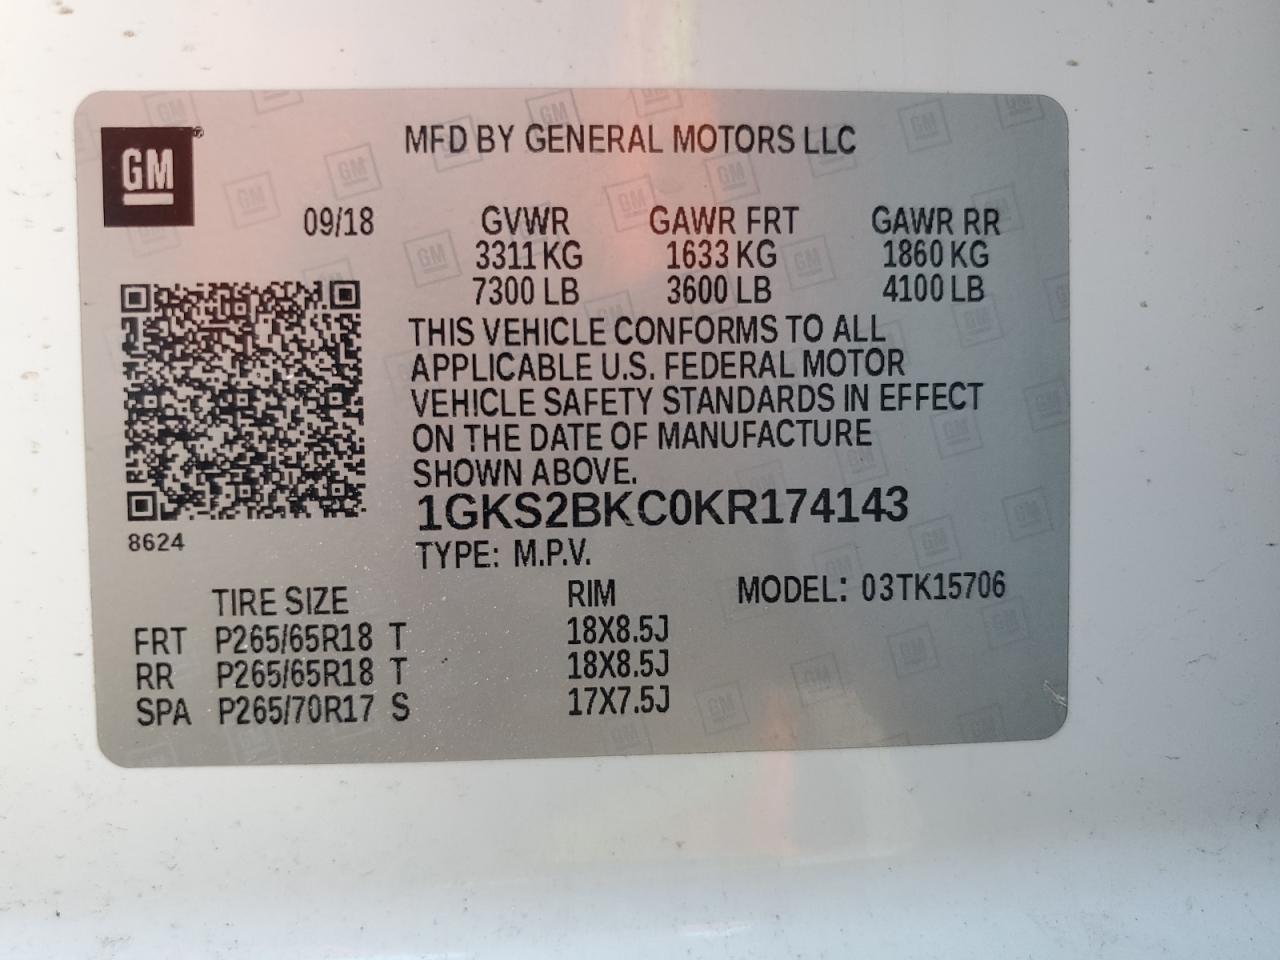 GM®
MFD BY GENERAL MOTORS LLC
09/18 GVWR GAWR FRT GAWR RR
3311 KG 1633 KG 1860 KG
7300 LB 3600 LB 4100 LB
THIS VEHICLE CONFORMS TO ALL
APPLICABLE U.S. FEDERAL MOTOR
VEHICLE SAFETY STANDARDS IN EFFECT
ON THE DATE OF MANUFACTURE
SHOWN ABOVE.
1GKS2BKC0KR174143
8624
TYPE: M.P.V.
TIRE SIZE RIM MODEL: 03TK15706
FRT P265/65R18 T 18X8.5J
RR P265/65R18 T 18X8.5J
SPA P265/70R17 S 17X7.5J